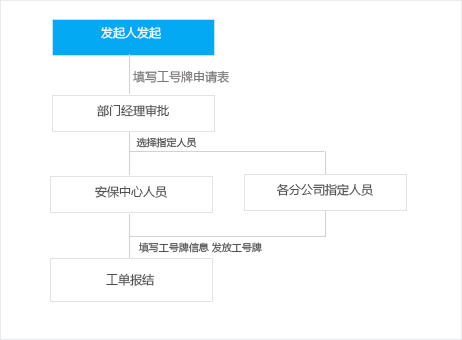 发起人发起
填写工号牌申请表
部门经理审批
选择指定人员
安保中心人员
各分公司指定人员
填写工号牌信息 发放工号牌
工单报结